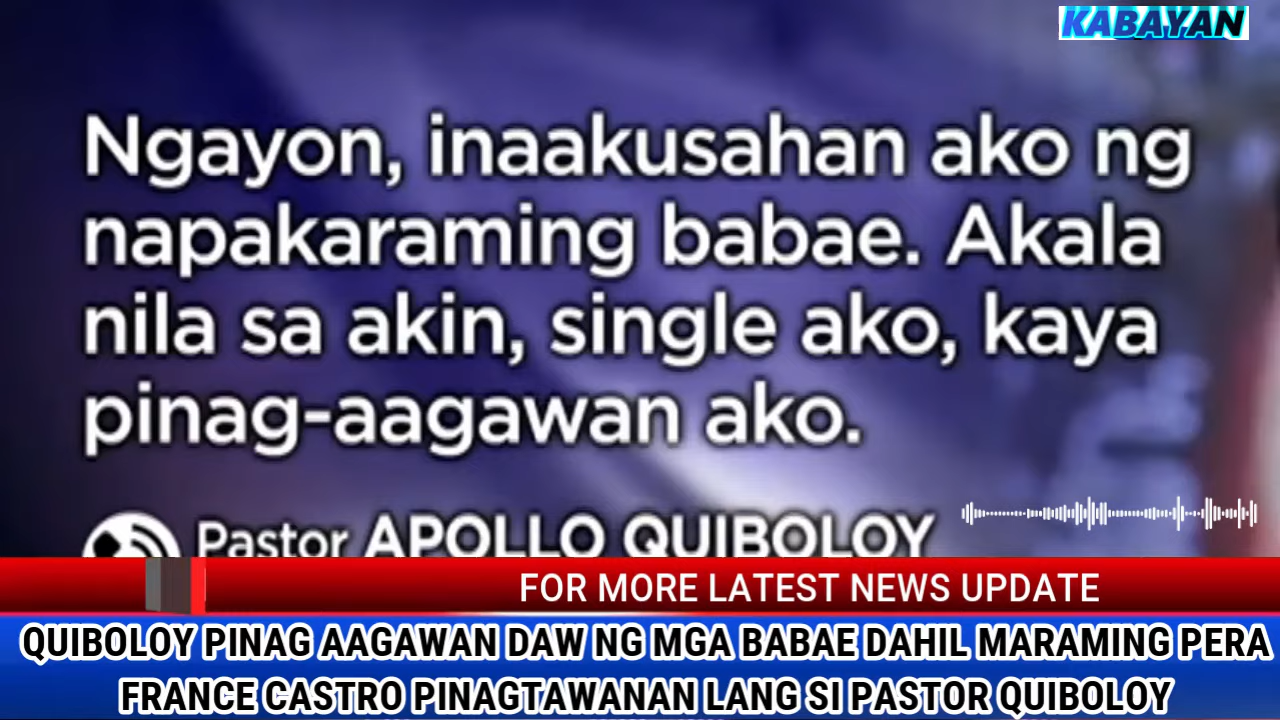 KABAYAN
Ngayon, inaakusahan ako ng
napakaraming babae. Akala
nila sa akin, single ako, kaya
pinag-aagawan ako.
Pastor APOLLO QUIBOLOY
FOR MORE LATEST NEWS UPDATE
QUIBOLOY PINAG AAGAWAN DAW NG MGA BABAE DAHIL MARAMING PERA
FRANCE CASTRO PINAGTAWANAN LANG SI PASTOR QUIBOLOY